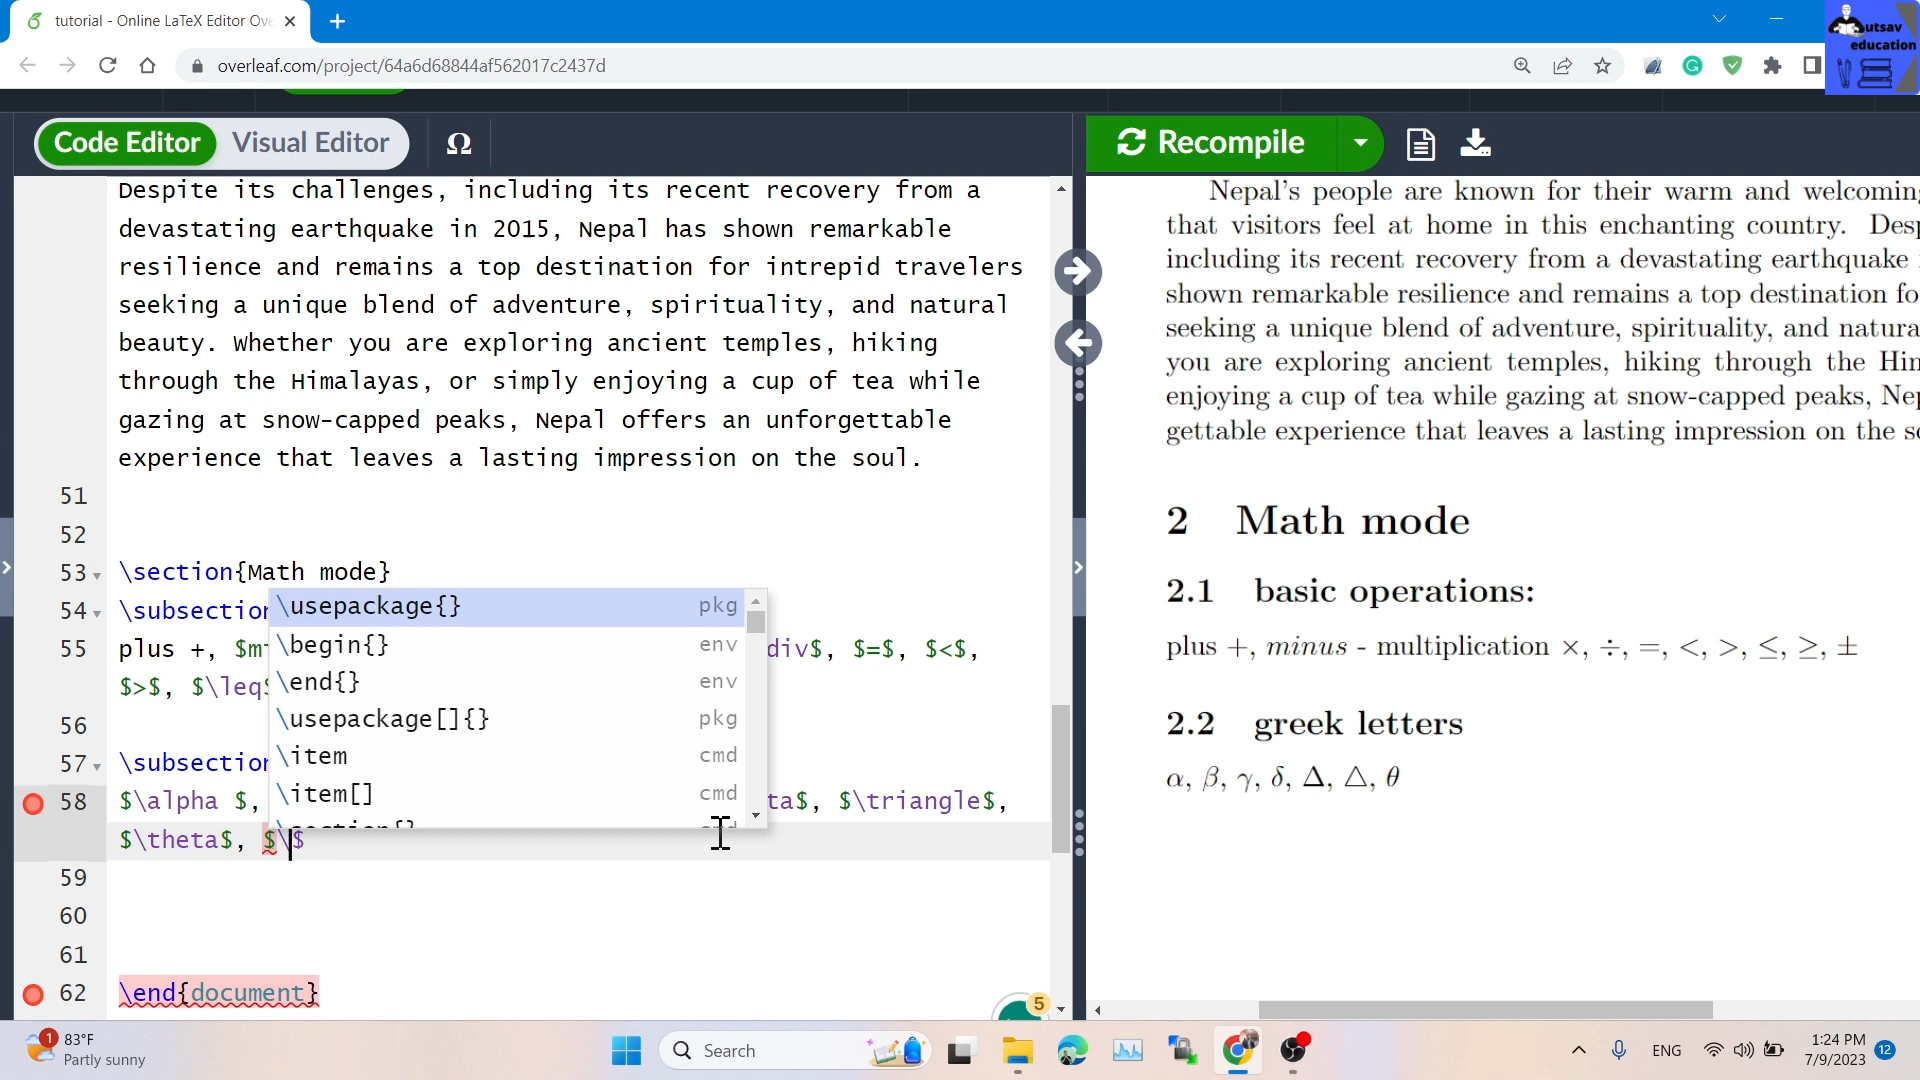 tutorial - Online LaTeX Editor Ove
utsav
education
overleaf.com/project/64a6d68844af562017c2437d
Code Editor
Visual Editor
Ω
Recompile
Despite its challenges, including its recent recovery from a
devastating earthquake in 2015, Nepal has shown remarkable
resilience and remains a top destination for intrepid travelers
seeking a unique blend of adventure, spirituality, and natural
beauty. Whether you are exploring ancient temples, hiking
through the Himalayas, or simply enjoying a cup of tea while
gazing at snow-capped peaks, Nepal offers an unforgettable
experience that leaves a lasting impression on the soul.
51
52
53 \section{Math mode}
54 \subsection
55 plus +, $m div$, $=$, $<$,
$>$, $\leq$
56
57 \subsection
58 $\alpha $, ta$, $\triangle$,
$\theta$, $\$
59
60
61
62 \end{document}
\usepackage{} pkg
\begin{} env
\end{} env
\usepackage[]{} pkg
\item cmd
\item[] cmd
\section{} cmd
5
Nepal's people are known for their warm and welcoming
that visitors feel at home in this enchanting country. Desp
including its recent recovery from a devastating earthquake
shown remarkable resilience and remains a top destination fo
seeking a unique blend of adventure, spirituality, and natura
you are exploring ancient temples, hiking through the Him
enjoying a cup of tea while gazing at snow-capped peaks, Nep
gettable experience that leaves a lasting impression on the so
2 Math mode
2.1 basic operations:
plus +, minus - multiplication ×, ÷, =, <, >, ≤, ≥, ±
2.2 greek letters
α, β, γ, δ, Δ, △, θ
1
83°F
Partly sunny
Search
ENG
1:24 PM
7/9/2023
12